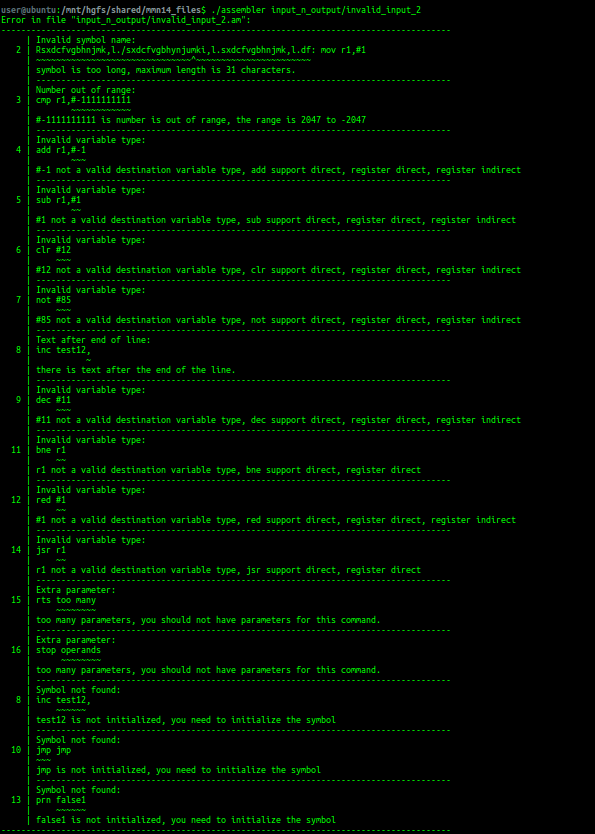 user@ubuntu:/mnt/hgfs/shared/mmn14_files$ ./assembler input_n_output/invalid_input_2
Error in file "input_n_output/invalid_input_2.am":
-----------------------------------------------------------------------------------------
| Invalid symbol name:
2 | Rsxdcfvgbhnjmk,l./sxdcfvgbhynjumki,l.sxdcfvgbhnjmk,l.df: mov r1,#1
| ~~~~~~~~~~~~~~~~~~~~~~~~~~~~~~~^~~~~~~~~~~~~~~~~~~~~~~~
| symbol is too long, maximum length is 31 characters.
| -----------------------------------------------------------------------------------
| Number out of range:
3 | cmp r1,#-1111111111
| ~~~~~~~~~~~~
| #-1111111111 is number is out of range, the range is 2047 to -2047
| -----------------------------------------------------------------------------------
| Invalid variable type:
4 | add r1,#-1
| ~~~
| #-1 not a valid destination variable type, add support direct, register direct, register indirect
| -----------------------------------------------------------------------------------
| Invalid variable type:
5 | sub r1,#1
| ~~
| #1 not a valid destination variable type, sub support direct, register direct, register indirect
| -----------------------------------------------------------------------------------
| Invalid variable type:
6 | clr #12
| ~~~
| #12 not a valid destination variable type, clr support direct, register direct, register indirect
| -----------------------------------------------------------------------------------
| Invalid variable type:
7 | not #85
| ~~~
| #85 not a valid destination variable type, not support direct, register direct, register indirect
| -----------------------------------------------------------------------------------
| Text after end of line:
8 | inc test12,
| ~
| there is text after the end of the line.
| -----------------------------------------------------------------------------------
| Invalid variable type:
9 | dec #11
| ~~~
| #11 not a valid destination variable type, dec support direct, register direct, register indirect
| -----------------------------------------------------------------------------------
| Invalid variable type:
11 | bne r1
| ~~
| r1 not a valid destination variable type, bne support direct, register direct
| -----------------------------------------------------------------------------------
| Invalid variable type:
12 | red #1
| ~~
| #1 not a valid destination variable type, red support direct, register direct, register indirect
| -----------------------------------------------------------------------------------
| Invalid variable type:
14 | jsr r1
| ~~
| r1 not a valid destination variable type, jsr support direct, register direct
| -----------------------------------------------------------------------------------
| Extra parameter:
15 | rts too many
| ~~~~~~~~
| too many parameters, you should not have parameters for this command.
| -----------------------------------------------------------------------------------
| Extra parameter:
16 | stop operands
| ~~~~~~~~
| too many parameters, you should not have parameters for this command.
| -----------------------------------------------------------------------------------
| Symbol not found:
8 | inc test12,
| ~~~~~~
| test12 is not initialized, you need to initialize the symbol
| -----------------------------------------------------------------------------------
| Symbol not found:
10 | jmp jmp
| ~~~
| jmp is not initialized, you need to initialize the symbol
| -----------------------------------------------------------------------------------
| Symbol not found:
13 | prn false1
| ~~~~~~
| false1 is not initialized, you need to initialize the symbol
-----------------------------------------------------------------------------------------